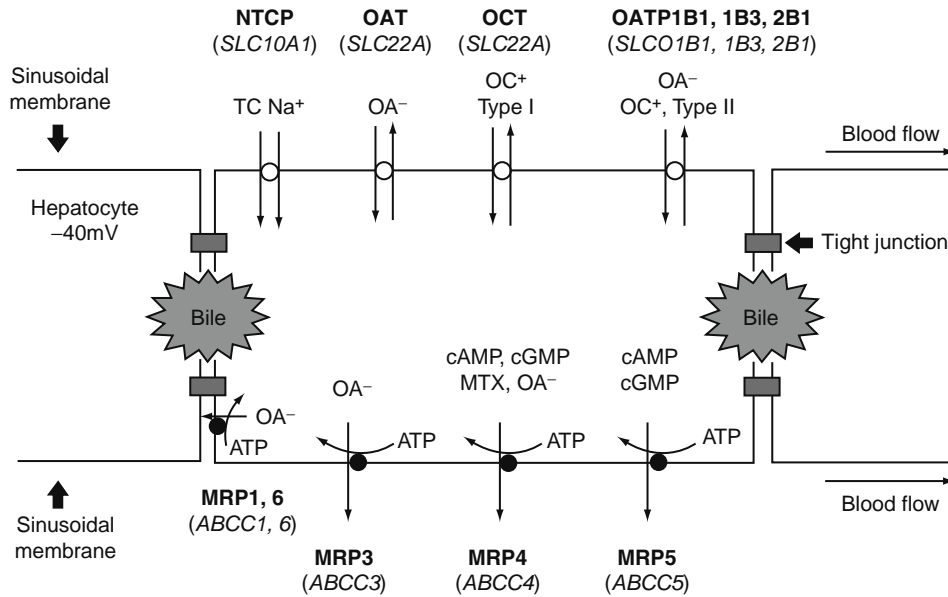 NTCP
(SLC10A1)
OAT
(SLC22A)
OCT
(SLC22A)
OATP1B1, 1B3, 2B1
(SLCO1B1, 1B3, 2B1)
Sinusoidal
membrane
TC Na⁺
OA⁻
OC⁺
Type I
OA⁻
OC⁺, Type II
Blood flow
Hepatocyte
–40mV
Tight junction
Bile
Bile
OA⁻
ATP
OA⁻
ATP
cAMP, cGMP
MTX, OA⁻
ATP
cAMP
cGMP
ATP
Sinusoidal
membrane
MRP1, 6
(ABCC1, 6)
MRP3
(ABCC3)
MRP4
(ABCC4)
MRP5
(ABCC5)
Blood flow